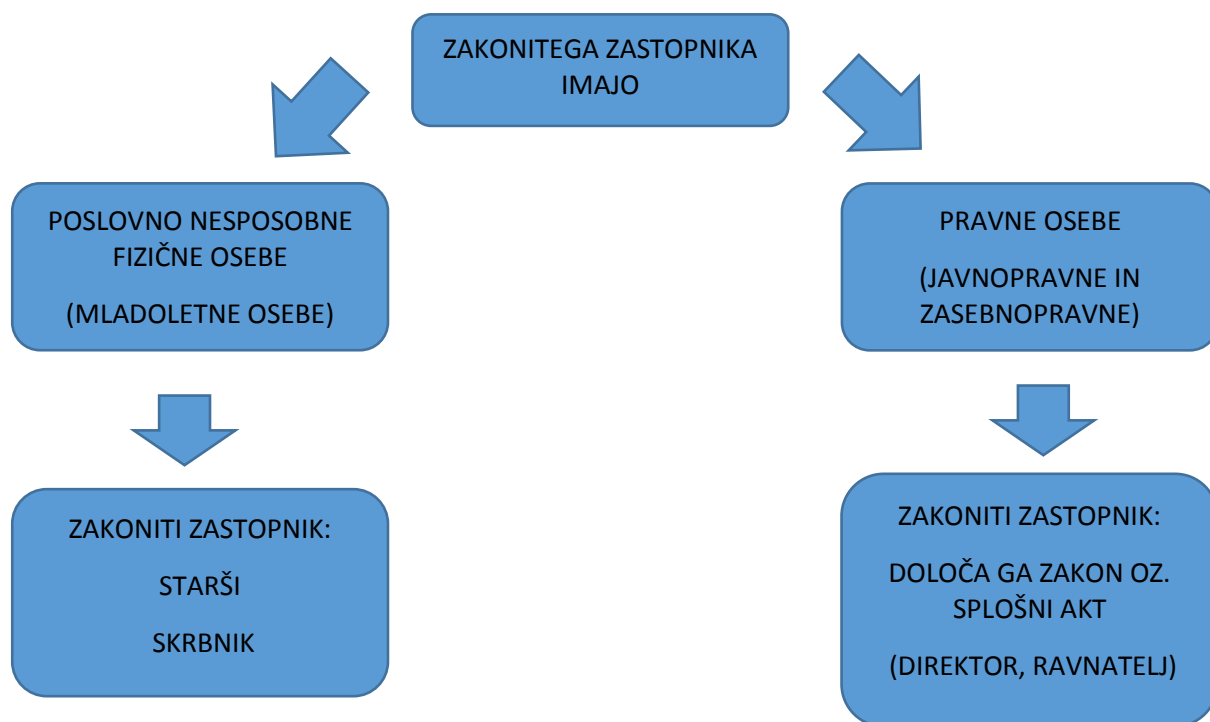 ZAKONITEGA ZASTOPNIKA
IMAJO
POSLOVNO NESPOSOBNE
FIZIČNE OSEBE
(MLADOLETNE OSEBE)
PRAVNE OSEBE
(JAVNOPRAVNE IN
ZASEBNOPRAVNE)
ZAKONITI ZASTOPNIK:
STARŠI
SKRBNIK
ZAKONITI ZASTOPNIK:
DOLOČA GA ZAKON OZ.
SPLOŠNI AKT
(DIREKTOR, RAVNATELJ)